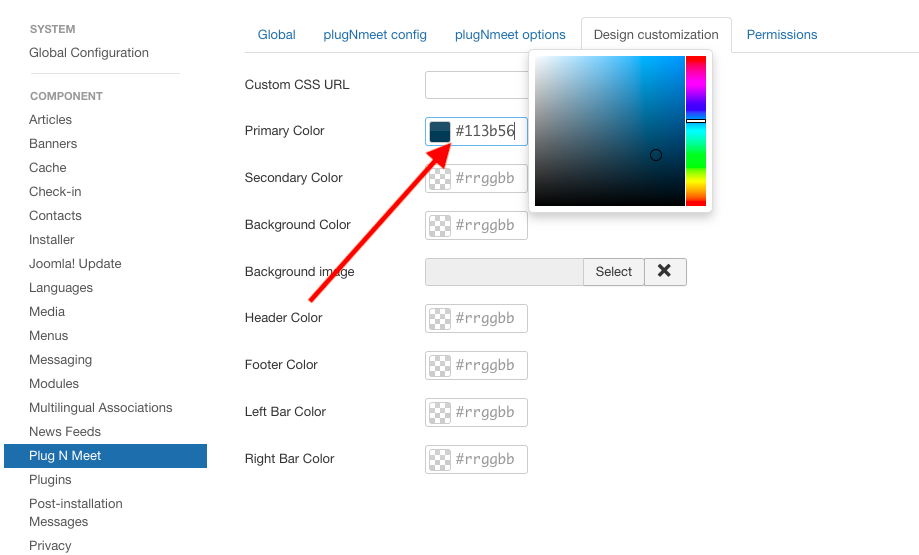 SYSTEM
Global Configuration
COMPONENT
Articles
Banners
Cache
Check-in
Contacts
Installer
Joomla! Update
Languages
Media
Menus
Messaging
Modules
Multilingual Associations
News Feeds
Plug N Meet
Plugins
Post-installation
Messages
Privacy
Global plugNmeet config plugNmeet options Design customization Permissions
Custom CSS URL
Primary Color #113b56
Secondary Color #rrggbb
Background Color #rrggbb
Background image Select
Header Color #rrggbb
Footer Color #rrggbb
Left Bar Color #rrggbb
Right Bar Color #rrggbb